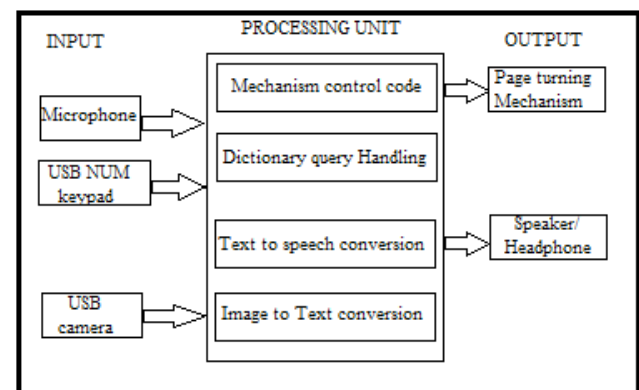 INPUT
PROCESSING UNIT
OUTPUT
Microphone
USB NUM
keypad
USB
camera
Mechanism control code
Dictionary query Handling
Text to speech conversion
Image to Text conversion
Page turning
Mechanism
Speaker/
Headphone